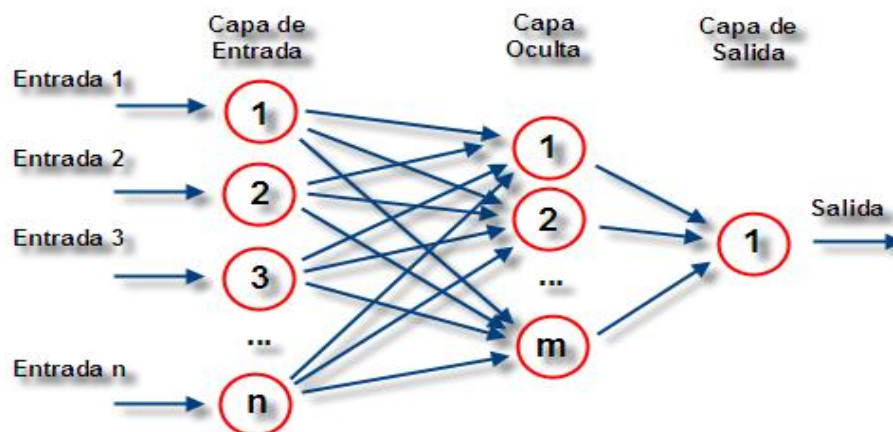 Capa de
Entrada
Capa
Oculta
Capa de
Salida
Entrada 1
1
Entrada 2
2
Entrada 3
3
...
Entrada n
n
1
2
...
m
1
Salida